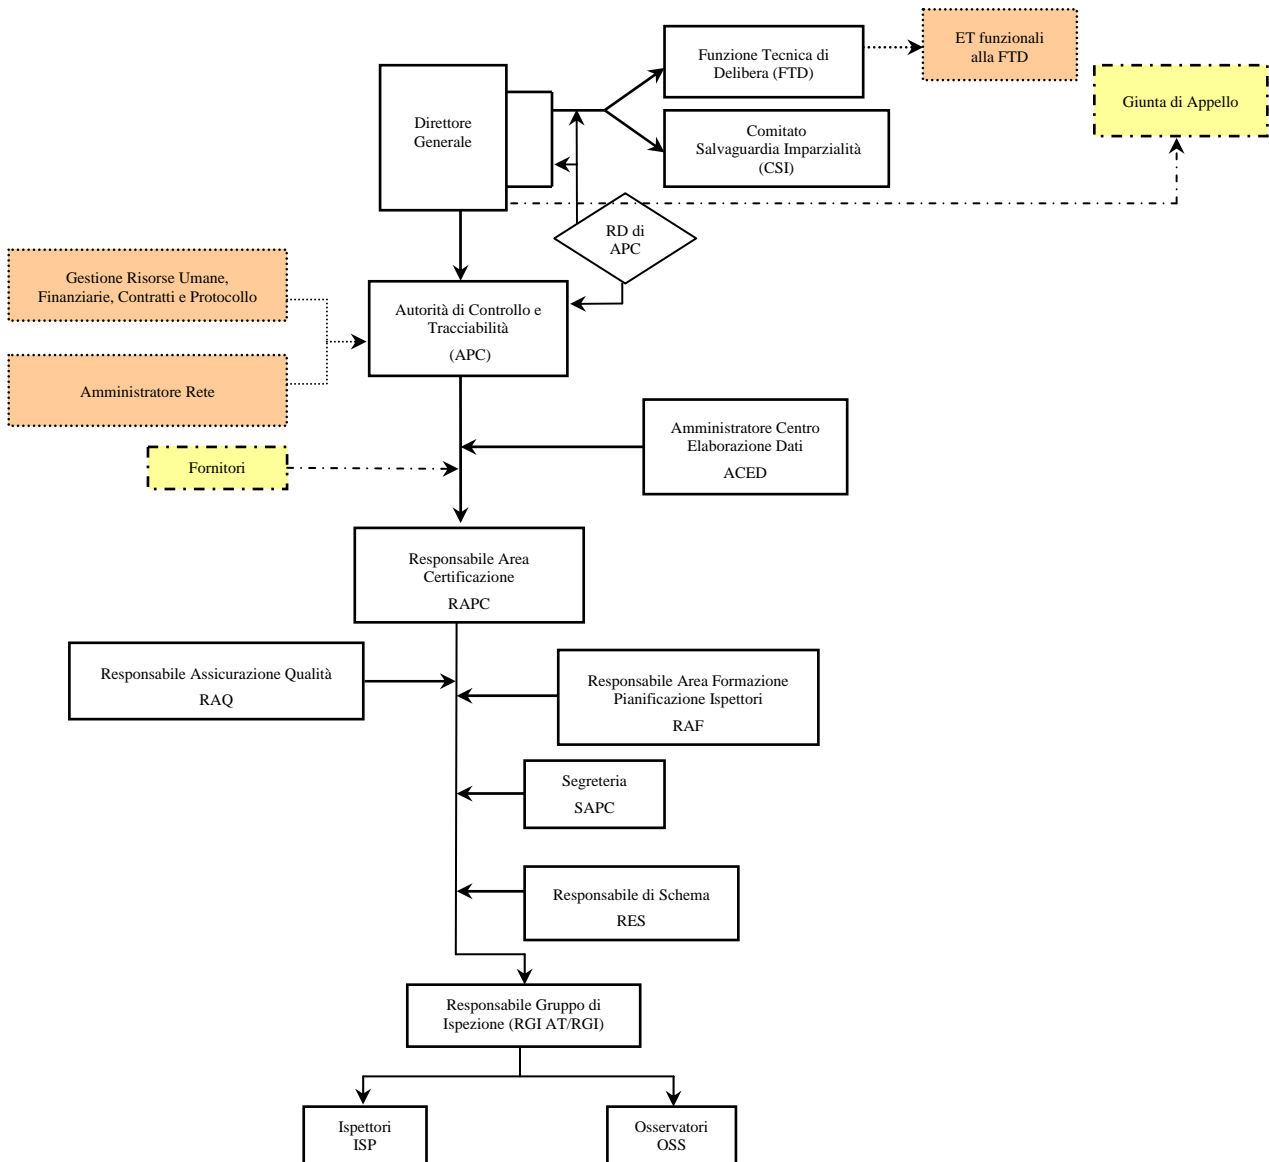 Funzione Tecnica di
Delibera (FTD)
ET funzionali
alla FTD
Giunta di Appello
Direttore
Generale
Comitato
Salvaguardia Imparzialità
(CSI)
RD di
APC
Gestione Risorse Umane,
Finanziarie, Contratti e Protocollo
Autorità di Controllo e
Tracciabilità
(APC)
Amministratore Rete
Amministratore Centro
Elaborazione Dati
ACED
Fornitori
Responsabile Area
Certificazione
RAPC
Responsabile Assicurazione Qualità
RAQ
Responsabile Area Formazione
Pianificazione Ispettori
RAF
Segreteria
SAPC
Responsabile di Schema
RES
Responsabile Gruppo di
Ispezione (RGI AT/RGI)
Ispettori
ISP
Osservatori
OSS